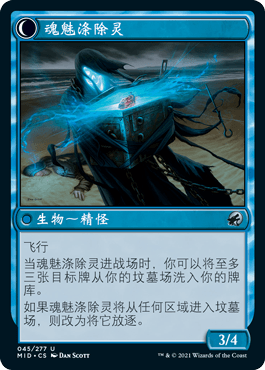 魂魅涤除灵
生物～精怪
飞行
当魂魅涤除灵进战场时，你可以将至多
三张目标牌从你的坟墓场洗入你的牌
库。
如果魂魅涤除灵将从任何区域进入坟墓
场，则改为将它放逐。
3/4
045/277 U
MID • CS DAN SCOTT
™ & © 2021 Wizards of the Coast